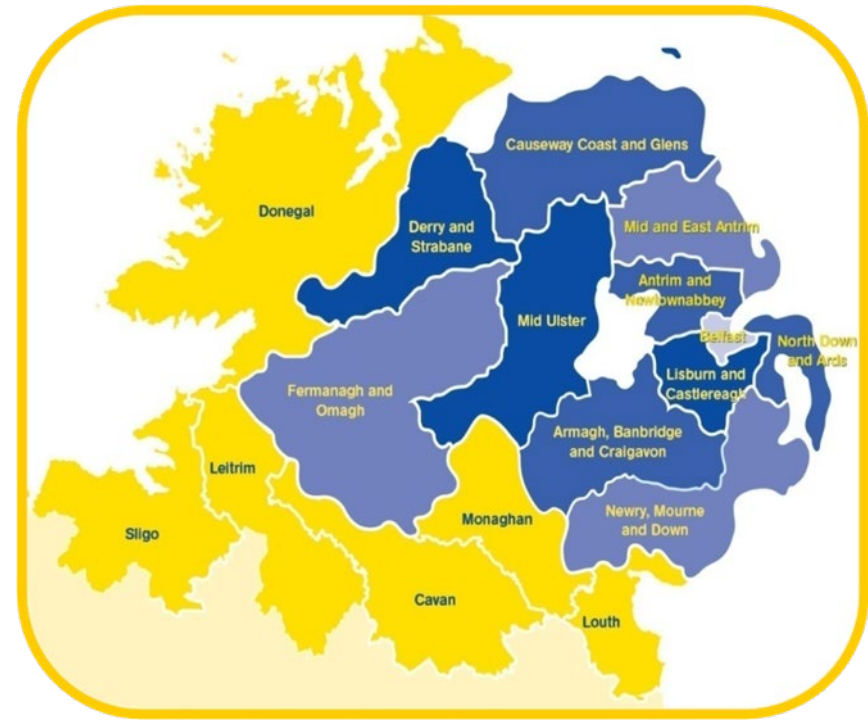 Causeway Coast and Glens
Donegal
Derry and
Strabane
Mid and East Antrim
Antrim and
Newtownabbey
Mid Ulster
Belfast
North Down
and Ards
Lisburn and
Castlereagh
Fermanagh and
Omagh
Armagh, Banbridge
and Craigavon
Leitrim
Monaghan
Newry, Mourne
and Down
Sligo
Cavan
Louth